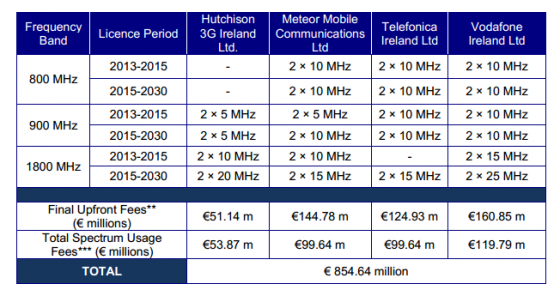 Frequency Band | Licence Period | Hutchison 3G Ireland Ltd. | Meteor Mobile Communications Ltd | Telefonica Ireland Ltd | Vodafone Ireland Ltd
800 MHz | 2013-2015 | - | 2 × 10 MHz | 2 × 10 MHz | 2 × 10 MHz
2015-2030 | - | 2 × 10 MHz | 2 × 10 MHz | 2 × 10 MHz
900 MHz | 2013-2015 | 2 × 5 MHz | 2 × 5 MHz | 2 × 10 MHz | 2 × 10 MHz
2015-2030 | 2 × 5 MHz | 2 × 10 MHz | 2 × 10 MHz | 2 × 10 MHz
1800 MHz | 2013-2015 | 2 × 10 MHz | 2 × 10 MHz | - | 2 × 15 MHz
2015-2030 | 2 × 20 MHz | 2 × 15 MHz | 2 × 15 MHz | 2 × 25 MHz
Final Upfront Fees** (€ millions) | €51.14 m | €144.78 m | €124.93 m | €160.85 m
Total Spectrum Usage Fees*** (€ millions) | €53.87 m | €99.64 m | €99.64 m | €119.79 m
TOTAL | € 854.64 million